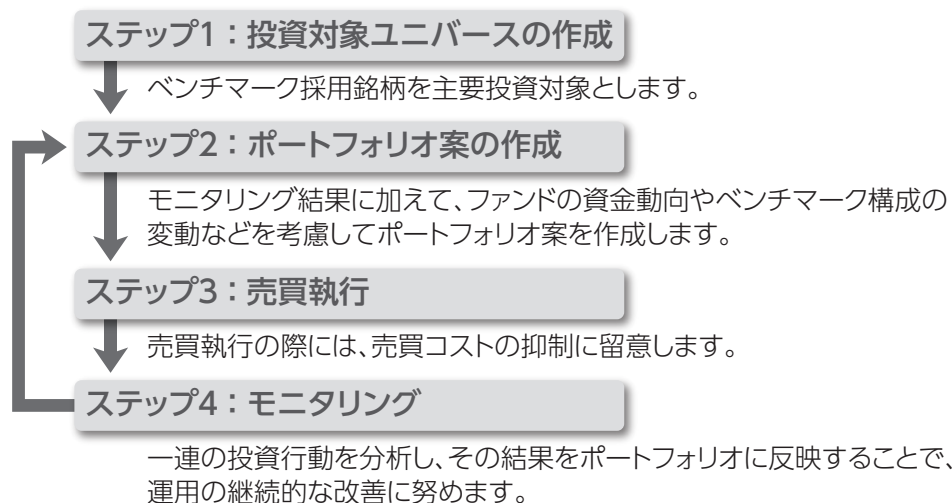 ステップ1：投資対象ユニバースの作成
ベンチマーク採用銘柄を主要投資対象とします。
ステップ2：ポートフォリオ案の作成
モニタリング結果に加えて、ファンドの資金動向やベンチマーク構成の
変動などを考慮してポートフォリオ案を作成します。
ステップ3：売買執行
売買執行の際には、売買コストの抑制に留意します。
ステップ4：モニタリング
一連の投資行動を分析し、その結果をポートフォリオに反映することで、
運用の継続的な改善に努めます。